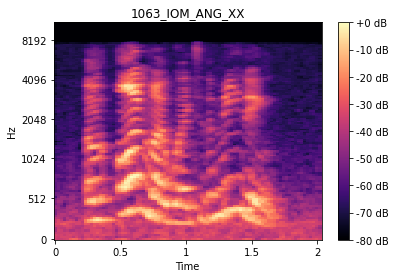 1063_IOM_ANG_XX
+0 dB
8192
-10 dB
4096
-20 dB
-30 dB
2048
Hz
-40 dB
1024
-50 dB
512
-60 dB
-70 dB
0
-80 dB
0
0.5
1
1.5
2
Time